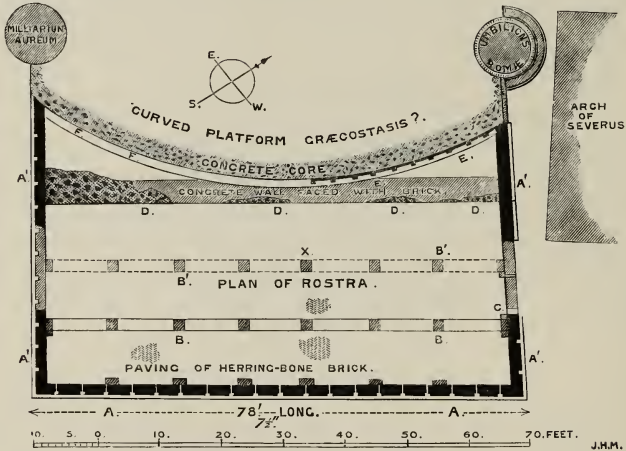 MILLIARIUM
AUREUM
UMBILICUS
ROMÆ
E.
S. W.
ARCH
OF
SEVERUS
CURVED PLATFORM GRÆCOSTASIS?.
F F
CONCRETE CORE
E.
E
A'. A'.
CONCRETE WALL FACED WITH BRICK.
D. D. D. D.
X. B'.
B'. PLAN OF ROSTRA.
C.
B. B.
A'. A'.
PAVING OF HERRING-BONE BRICK.
A. 78' LONG. A.
7½"
10. 5. 0. 10. 20. 30. 40. 50. 60. 70. FEET.
J.H.M.